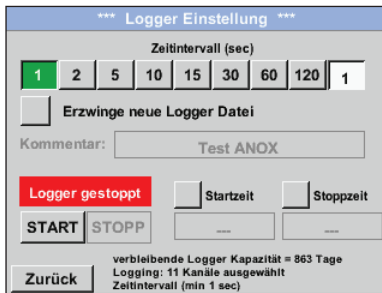 *** Logger Einstellung ***
Zeitintervall (sec)
1 2 5 10 15 30 60 120 1
Erzwinge neue Logger Datei
Kommentar: Test ANOX
Logger gestoppt Startzeit Stoppzeit
START STOPP --- ---
verbleibende Logger Kapazität = 863 Tage
Logging: 11 Kanäle ausgewählt
Zurück Zeitintervall (min 1 sec)